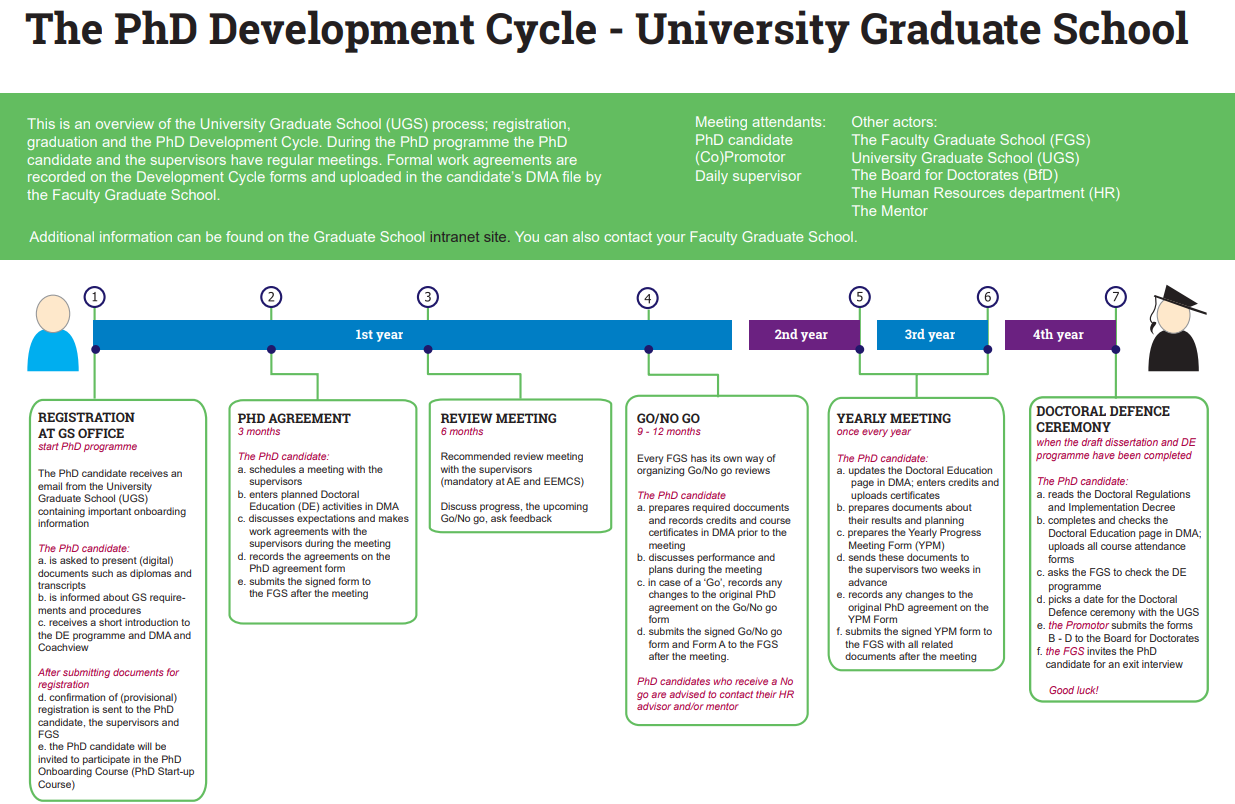 The PhD Development Cycle - University Graduate School
This is an overview of the University Graduate School (UGS) process; registration,
graduation and the PhD Development Cycle. During the PhD programme the PhD
candidate and the supervisors have regular meetings. Formal work agreements are
recorded on the Development Cycle forms and uploaded in the candidate's DMA file by
the Faculty Graduate School.
Meeting attendants:
PhD candidate
(Co)Promotor
Daily supervisor
Other actors:
The Faculty Graduate School (FGS)
University Graduate School (UGS)
The Board for Doctorates (BfD)
The Human Resources department (HR)
The Mentor
Additional information can be found on the Graduate School intranet site. You can also contact your Faculty Graduate School.
1
2
3
4
5
6
7
1st year
2nd year
3rd year
4th year
REGISTRATION
AT GS OFFICE
start PhD programme
The PhD candidate receives an
email from the University
Graduate School (UGS)
containing important onboarding
information
The PhD candidate:
a. is asked to present (digital)
documents such as diplomas and
transcripts
b. is informed about GS require-
ments and procedures
c. receives a short introduction to
the DE programme and DMA and
Coachview
After submitting documents for
registration
d. confirmation of (provisional)
registration is sent to the PhD
candidate, the supervisors and
FGS
e. the PhD candidate will be
invited to participate in the PhD
Onboarding Course (PhD Start-up
Course)
PHD AGREEMENT
3 months
The PhD candidate:
a. schedules a meeting with the
supervisors
b. enters planned Doctoral
Education (DE) activities in DMA
c. discusses expectations and makes
work agreements with the
supervisors during the meeting
d. records the agreements on the
PhD agreement form
e. submits the signed form to
the FGS after the meeting
REVIEW MEETING
6 months
Recommended review meeting
with the supervisors
(mandatory at AE and EEMCS)
Discuss progress, the upcoming
Go/No go, ask feedback
GO/NO GO
9 - 12 months
Every FGS has its own way of
organizing Go/No go reviews
The PhD candidate
a. prepares required doccuments
and records credits and course
certificates in DMA prior to the
meeting
b. discusses performance and
plans during the meeting
c. in case of a 'Go', records any
changes to the original PhD
agreement on the Go/No go
form
d. submits the signed Go/No go
form and Form A to the FGS
after the meeting.
PhD candidates who receive a No
go are advised to contact their HR
advisor and/or mentor
YEARLY MEETING
once every year
The PhD candidate:
a. updates the Doctoral Education
page in DMA; enters credits and
uploads certificates
b. prepares documents about
their results and planning
c. prepares the Yearly Progress
Meeting Form (YPM)
d. sends these documents to
the supervisors two weeks in
advance
e. records any changes to the
original PhD agreement on the
YPM Form
f. submits the signed YPM form to
the FGS with all related
documents after the meeting
DOCTORAL DEFENCE
CEREMONY
when the draft dissertation and DE
programme have been completed
The PhD candidate:
a. reads the Doctoral Regulations
and Implementation Decree
b. completes and checks the
Doctoral Education page in DMA;
uploads all course attendance
forms
c. asks the FGS to check the DE
programme
d. picks a date for the Doctoral
Defence ceremony with the UGS
e. the Promotor submits the forms
B - D to the Board for Doctorates
f. the FGS invites the PhD
candidate for an exit interview
Good luck!